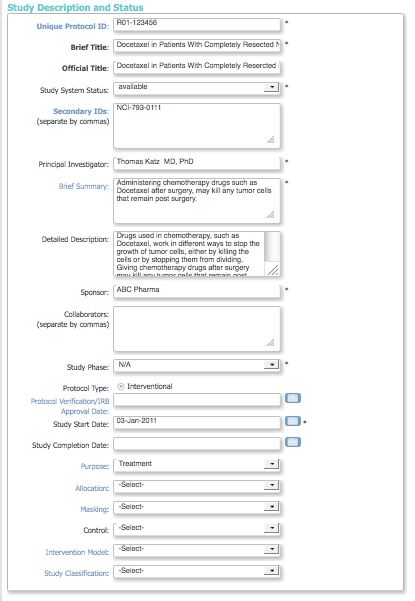 Study Description and Status
Unique Protocol ID: R01-123456 *
Brief Title: Docetaxel in Patients With Completely Resected *
Official Title: Docetaxel in Patients With Completely Resercted
Study System Status: available *
Secondary IDs: NCI-793-0111
(separate by commas)
Principal Investigator: Thomas Katz MD, PhD *
Brief Summary: Administering chemotherapy drugs such as *
Docetaxel after surgery, may kill any tumor cells
that remain post surgery.
Detailed Description: Drugs used in chemotherapy, such as
Docetaxel, work in different ways to stop the
growth of tumor cells, either by killing the
cells or by stopping them from dividing.
Giving chemotherapy drugs after surgery
may kill any tumor cells that remain post
Sponsor: ABC Pharma *
Collaborators:
(separate by commas)
Study Phase: N/A *
Protocol Type: Interventional
Protocol Verification/IRB
Approval Date:
Study Start Date: 03-Jan-2011 *
Study Completion Date:
Purpose: Treatment
Allocation: -Select-
Masking: -Select-
Control: -Select-
Intervention Model: -Select-
Study Classification: -Select-